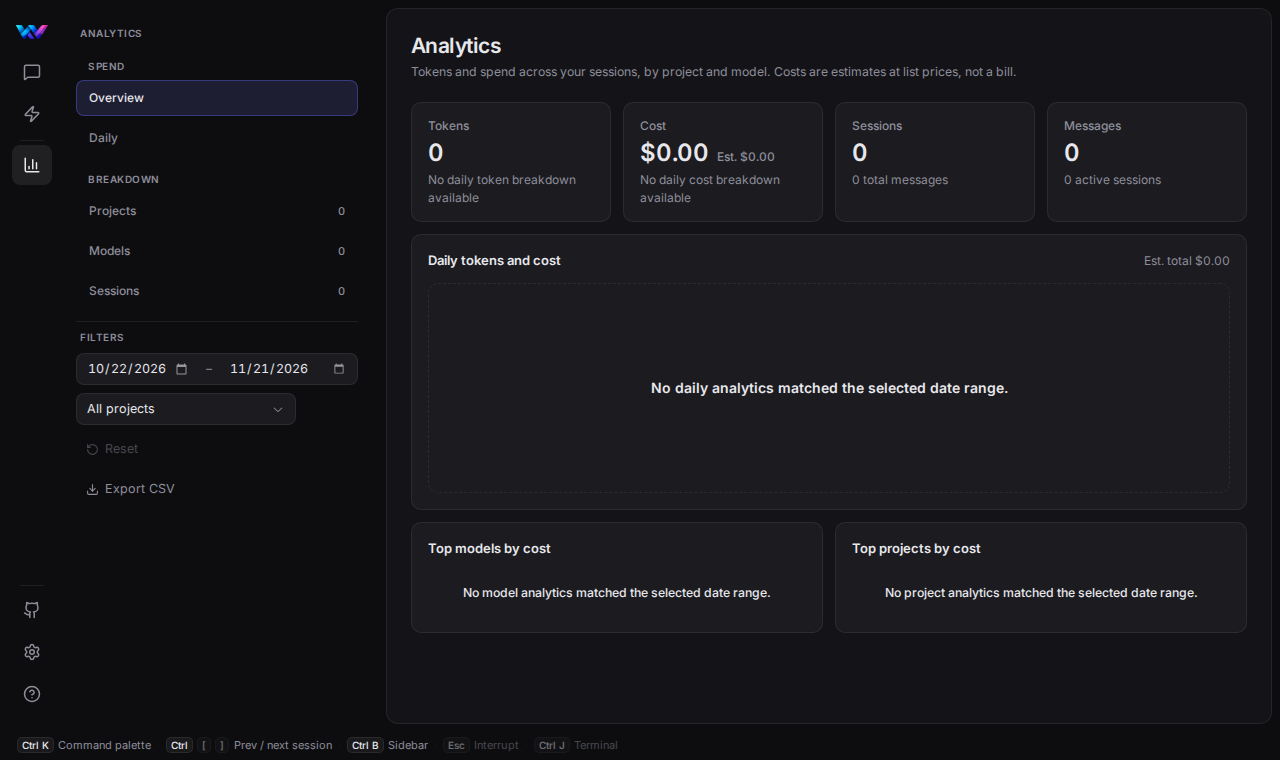 ANALYTICS
SPEND
Overview
Daily
BREAKDOWN
Projects 0
Models 0
Sessions 0
FILTERS
10/22/2026 – 11/21/2026
All projects
Reset
Export CSV
Analytics
Tokens and spend across your sessions, by project and model. Costs are estimates at list prices, not a bill.
Tokens
0
No daily token breakdown
available
Cost
$0.00 Est. $0.00
No daily cost breakdown
available
Sessions
0
0 total messages
Messages
0
0 active sessions
Daily tokens and cost
Est. total $0.00
No daily analytics matched the selected date range.
Top models by cost
No model analytics matched the selected date range.
Top projects by cost
No project analytics matched the selected date range.
Ctrl K Command palette Ctrl [ ] Prev / next session Ctrl B Sidebar Esc Interrupt Ctrl J Terminal